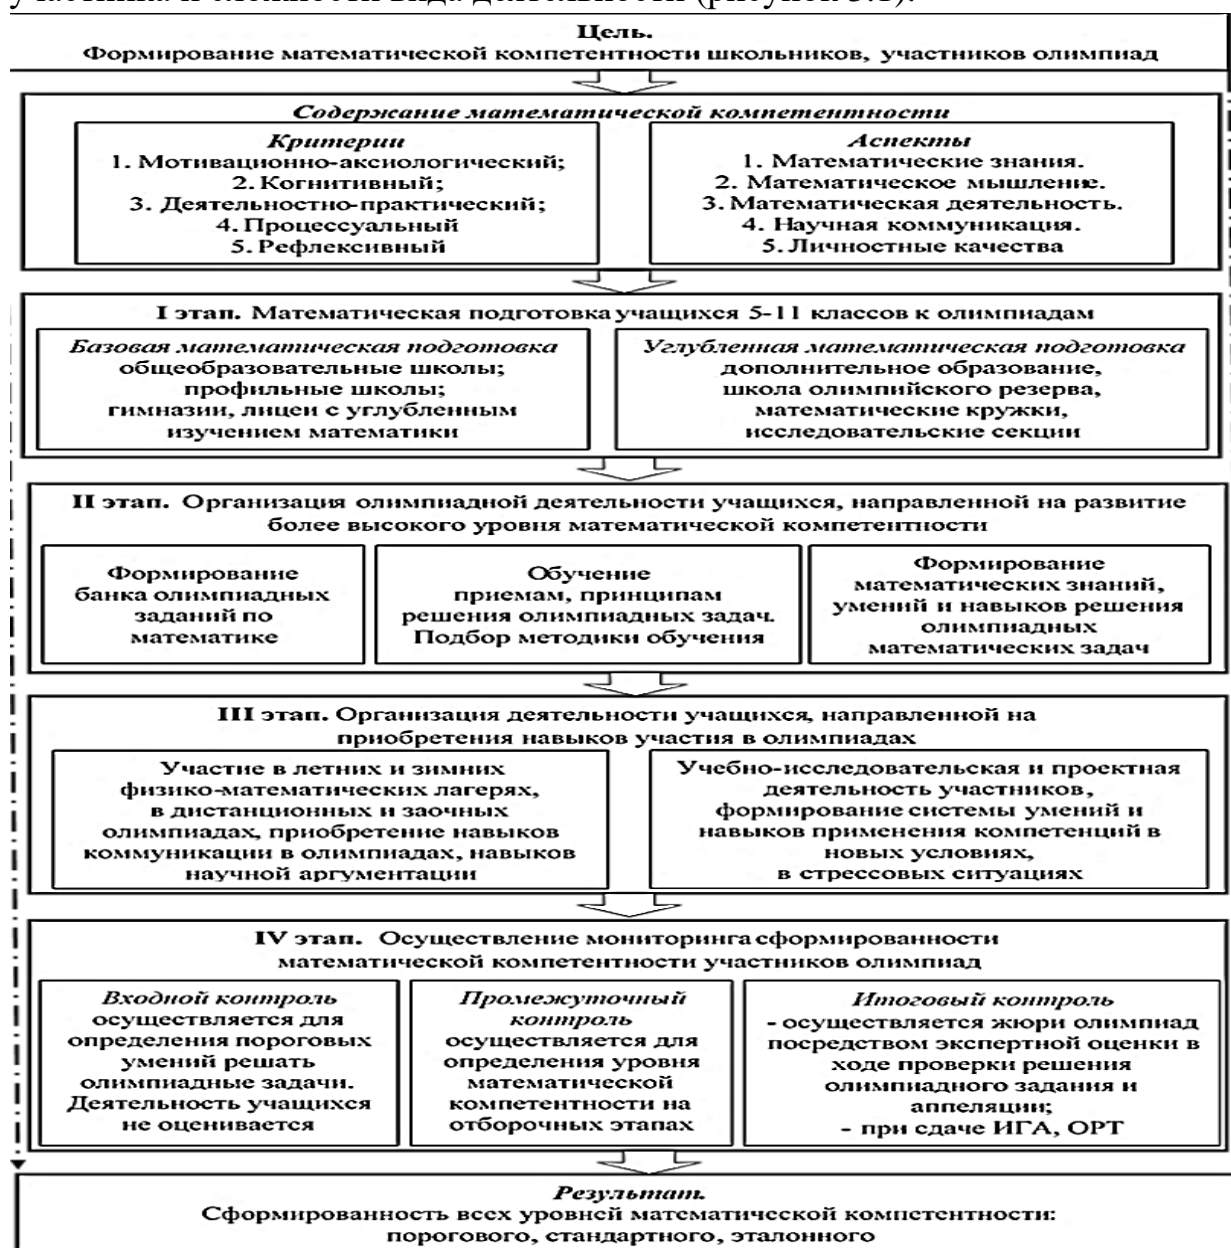 участника и сложности вида деятельности (рисунок 3.1).
Цель.
Формирование математической компетентности школьников, участников олимпиад
Содержание математической компетентности
Критерии
1. Мотивационно-аксиологический;
2. Когнитивный;
3. Деятельностно-практический;
4. Процессуальный
5. Рефлексивный
Аспекты
1. Математические знания.
2. Математическое мышление.
3. Математическая деятельность.
4. Научная коммуникация.
5. Личностные качества
I этап. Математическая подготовка учащихся 5-11 классов к олимпиадам
Базовая математическая подготовка
общеобразовательные школы;
профильные школы;
гимназии, лицеи с углубленным
изучением математики
Углубленная математическая подготовка
дополнительное образование,
школа олимпийского резерва,
математические кружки,
исследовательские секции
II этап. Организация олимпиадной деятельности учащихся, направленной на развитие
более высокого уровня математической компетентности
Формирование
банка олимпиадных
заданий по
математике
Обучение
приемам, принципам
решения олимпиадных задач.
Подбор методики обучения
Формирование
математических знаний,
умений и навыков решения
олимпиадных
математических задач
III этап. Организация деятельности учащихся, направленной на
приобретения навыков участия в олимпиадах
Участие в летних и зимних
физико-математических лагерях,
в дистанционных и заочных
олимпиадах, приобретение навыков
коммуникации в олимпиадах, навыков
научной аргументации
Учебно-исследовательская и проектная
деятельность участников,
формирование системы умений и
навыков применения компетенций в
новых условиях,
в стрессовых ситуациях
IV этап. Осуществление мониторинга сформированности
математической компетентности участников олимпиад
Входной контроль
осуществляется для
определения пороговых
умений решать
олимпиадные задачи.
Деятельность учащихся
не оценивается
Промежуточный
контроль
осуществляется для
определения уровня
математической
компетентности на
отборочных этапах
Итоговый контроль
- осуществляется жюри олимпиад
посредством экспертной оценки в
ходе проверки решения
олимпиадного задания и
аппеляции;
- при сдаче ИГА, ОРТ
Результат.
Сформированность всех уровней математической компетентности:
порогового, стандартного, эталонного